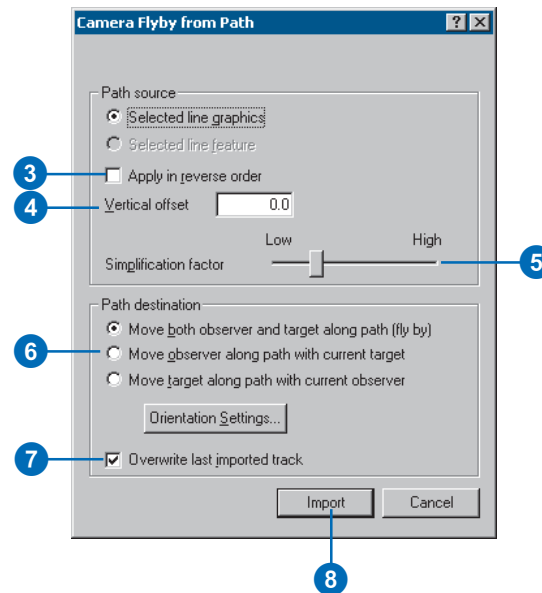 Camera Flyby from Path
Path source
Selected line graphics
Selected line feature
3 Apply in reverse order
4 Vertical offset 0.0
Low High
Simplification factor 5
Path destination
Move both observer and target along path (fly by)
6 Move observer along path with current target
Move target along path with current observer
Orientation Settings...
7 Overwrite last imported track
Import Cancel
8